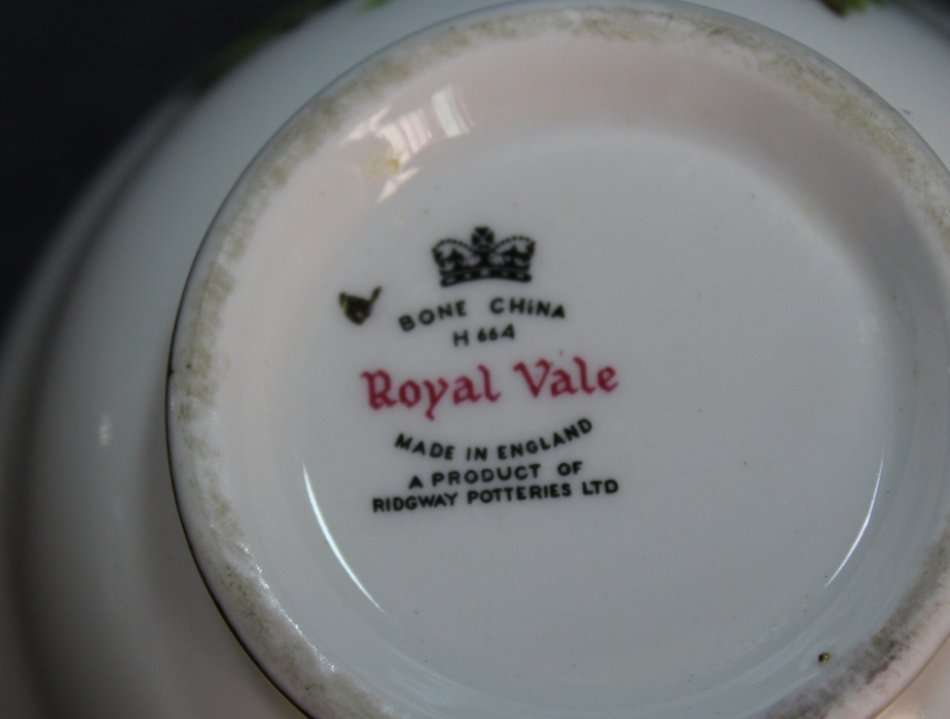 BONE CHINA
H 664
Royal Vale
MADE IN ENGLAND
A PRODUCT OF
RIDGWAY POTTERIES LTD